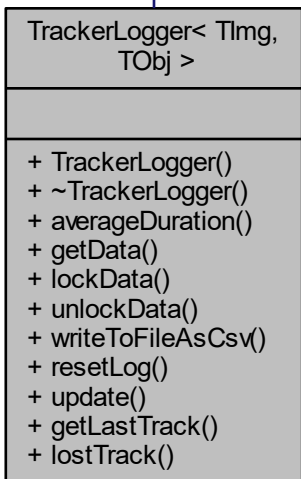 TrackerLogger< TImg,
TObj >
+ TrackerLogger()
+ ~TrackerLogger()
+ averageDuration()
+ getData()
+ lockData()
+ unlockData()
+ writeToFileAsCsv()
+ resetLog()
+ update()
+ getLastTrack()
+ lostTrack()